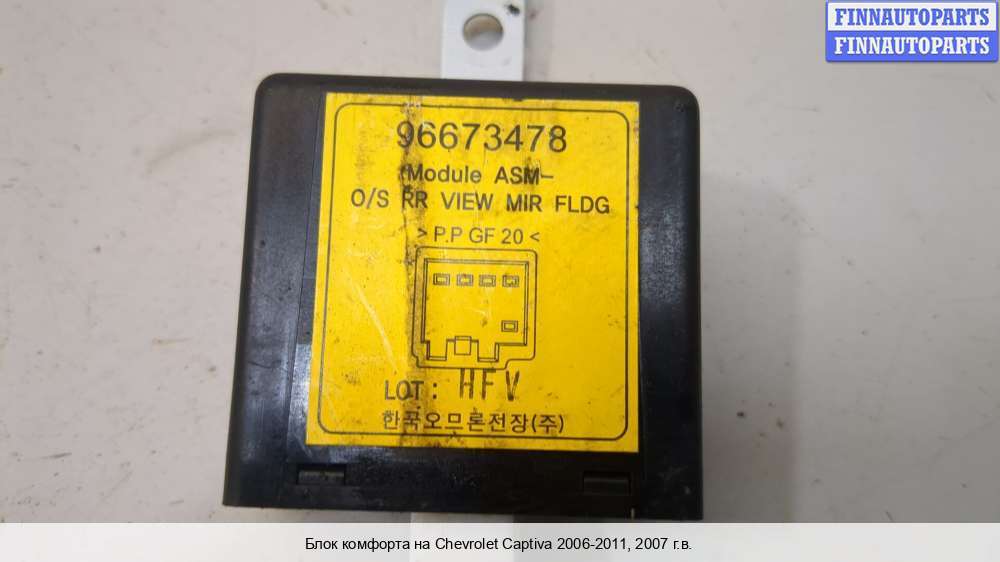 FINNAUTOPARTS
FINNAUTOPARTS
96673478
Module ASM-
O/S RR VIEW MIR FLDG
> P.P GF 20 <
LOT : HFV
한국오므론전장(주)
Блок комфорта на Chevrolet Captiva 2006-2011, 2007 г.в.